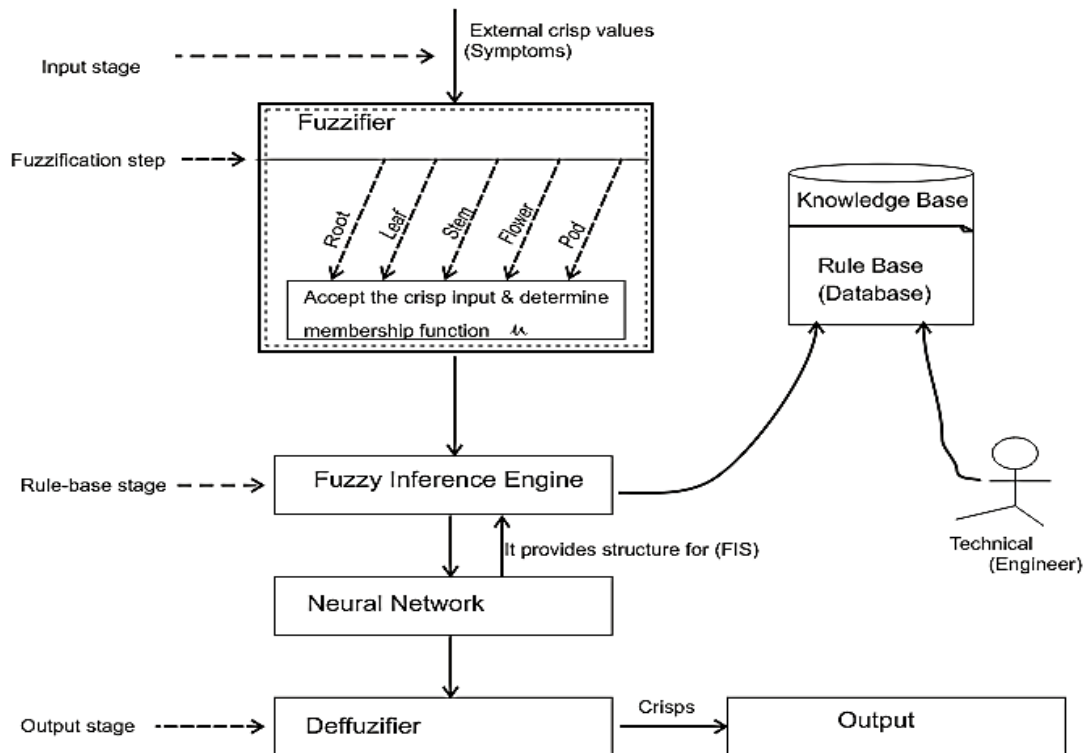 External crisp values
(Symptoms)
Input stage
Fuzzifier
Fuzzification step
Root
Leaf
Stem
Flower
Pod
Accept the crisp input & determine
membership function 𝓊
Knowledge Base
Rule Base
(Database)
Rule-base stage
Fuzzy Inference Engine
It provides structure for (FIS)
Technical
(Engineer)
Neural Network
Output stage
Deffuzifier
Crisps
Output